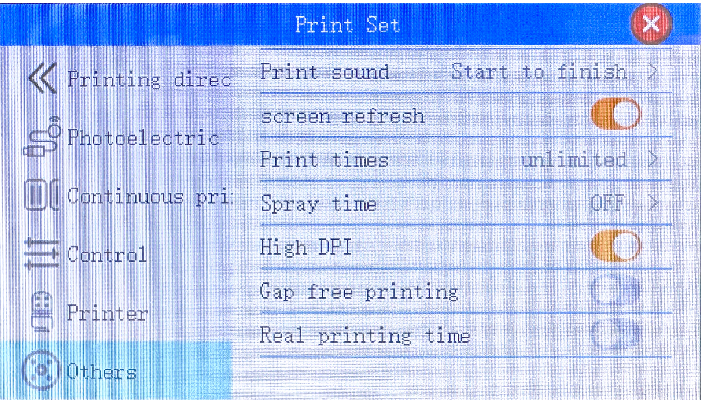 Print Set
Printing direc
Photoelectric
Continuous pri
Control
Printer
Others
Print sound Start to finish
screen refresh
Print times unlimited
Spray time OFF
High DPI
Gap free printing
Real printing time